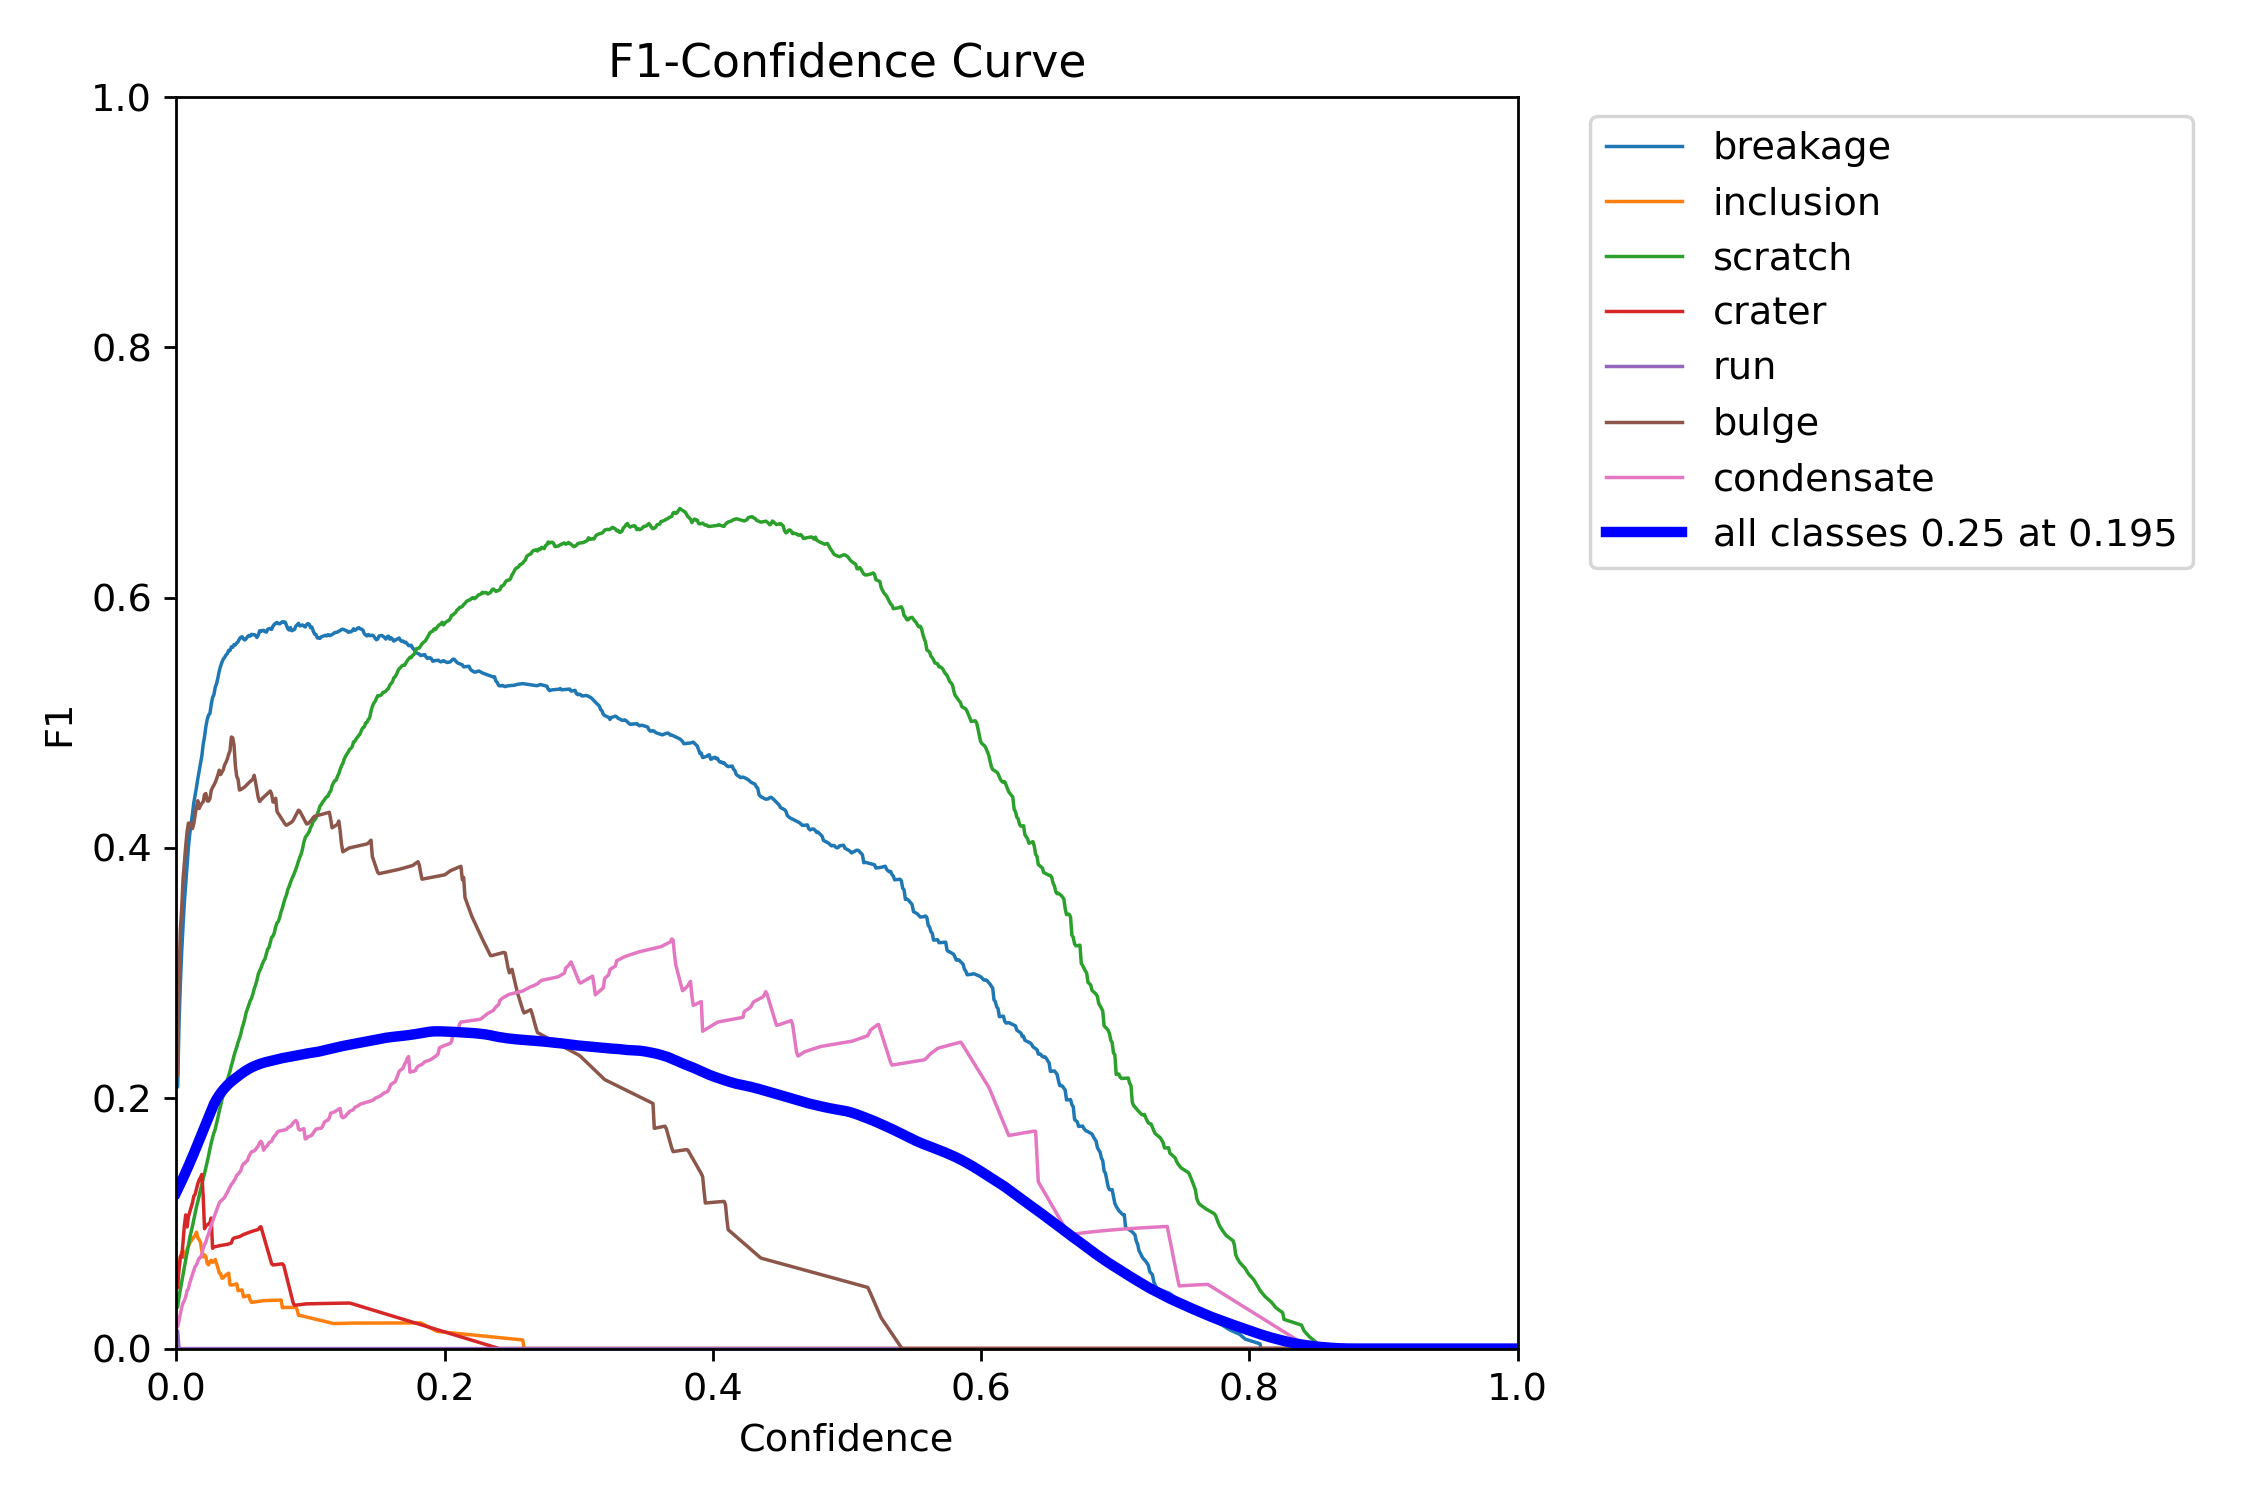 F1-Confidence Curve
1.0
0.8
0.6
0.4
0.2
0.0
F1
0.0 0.2 0.4 0.6 0.8 1.0
Confidence
breakage
inclusion
scratch
crater
run
bulge
condensate
all classes 0.25 at 0.195